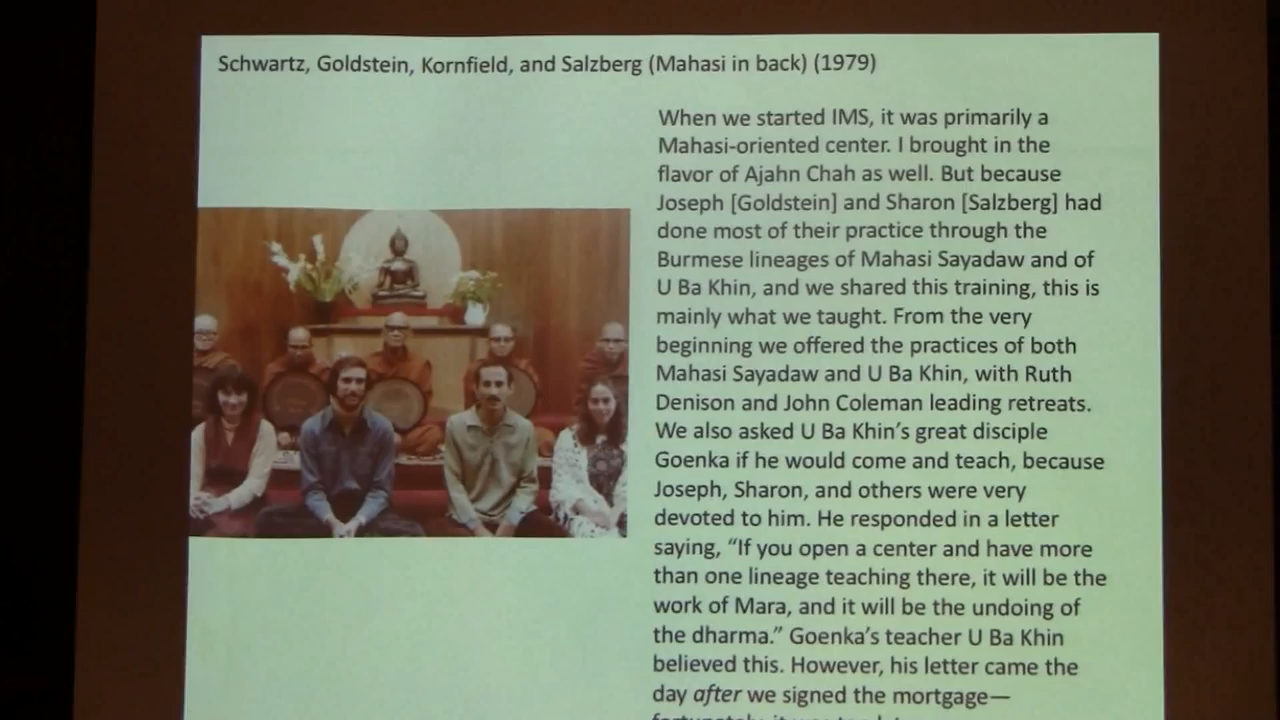 Schwartz, Goldstein, Kornfield, and Salzberg (Mahasi in back) (1979)
When we started IMS, it was primarily a
Mahasi-oriented center. I brought in the
flavor of Ajahn Chah as well. But because
Joseph [Goldstein] and Sharon [Salzberg] had
done most of their practice through the
Burmese lineages of Mahasi Sayadaw and of
U Ba Khin, and we shared this training, this is
mainly what we taught. From the very
beginning we offered the practices of both
Mahasi Sayadaw and U Ba Khin, with Ruth
Denison and John Coleman leading retreats.
We also asked U Ba Khin’s great disciple
Goenka if he would come and teach, because
Joseph, Sharon, and others were very
devoted to him. He responded in a letter
saying, “If you open a center and have more
than one lineage teaching there, it will be the
work of Mara, and it will be the undoing of
the dharma.” Goenka’s teacher U Ba Khin
believed this. However, his letter came the
day after we signed the mortgage—